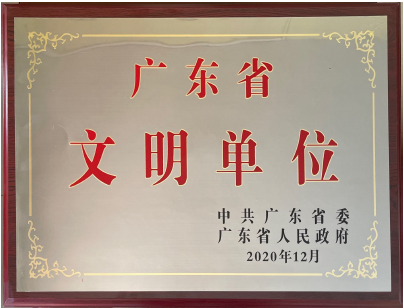 广东省
文明单位
中共广东省委
广东省人民政府
2020年12月